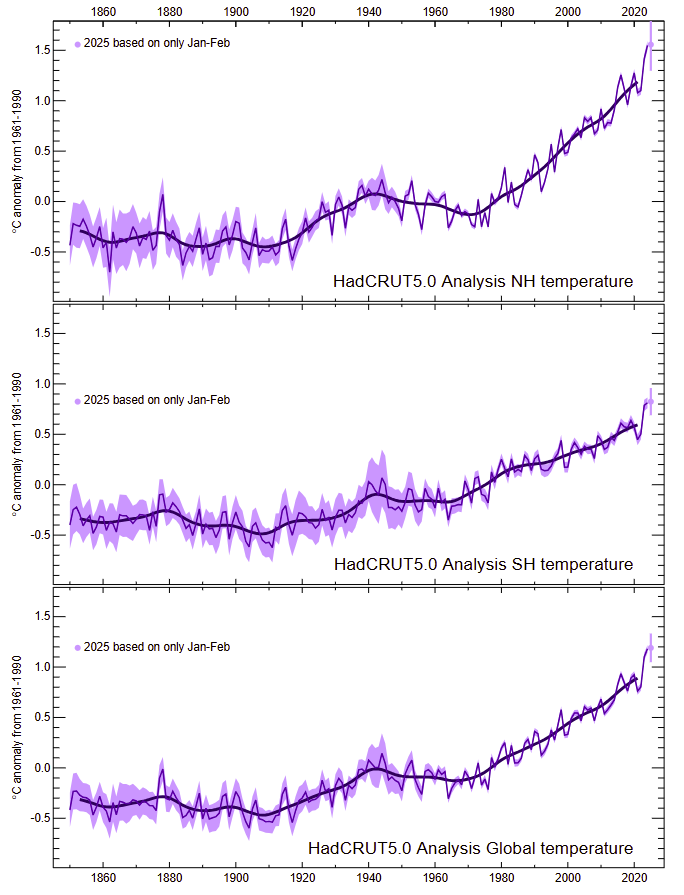 1860 1880 1900 1920 1940 1960 1980 2000 2020
2025 based on only Jan-Feb
1.5
1.0
0.5
0.0
-0.5
°C anomaly from 1961-1990
HadCRUT5.0 Analysis NH temperature
1.5
1.0
0.5
0.0
-0.5
°C anomaly from 1961-1990
2025 based on only Jan-Feb
HadCRUT5.0 Analysis SH temperature
1.5
1.0
0.5
0.0
-0.5
°C anomaly from 1961-1990
2025 based on only Jan-Feb
HadCRUT5.0 Analysis Global temperature
1860 1880 1900 1920 1940 1960 1980 2000 2020